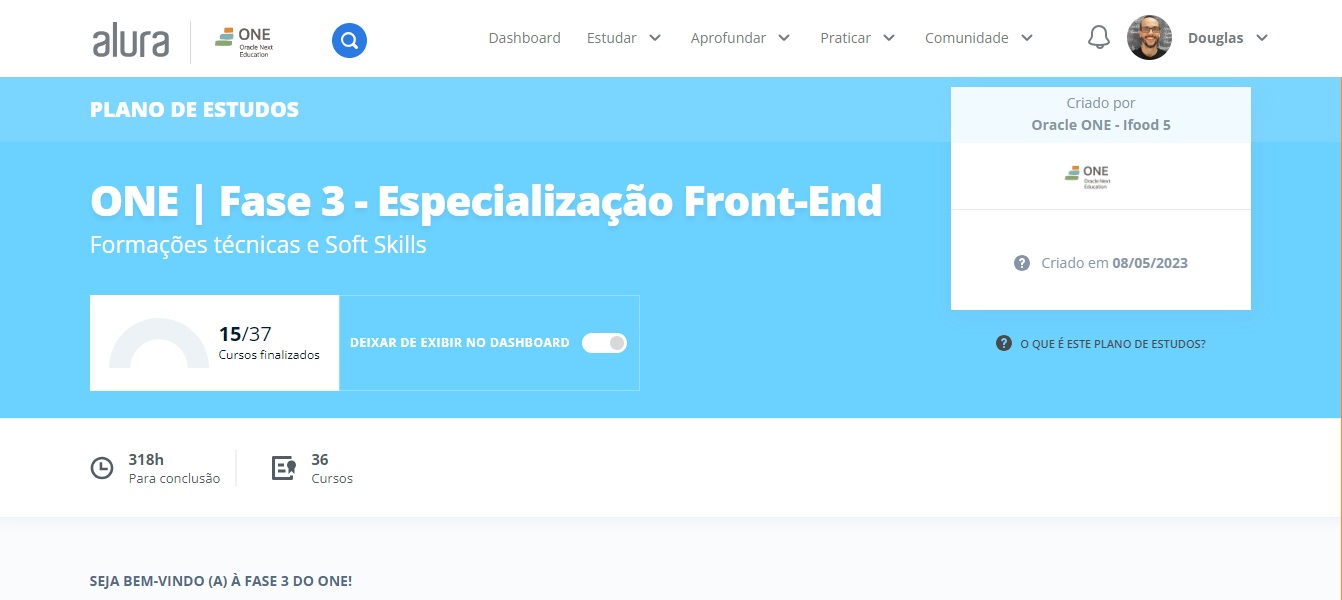 alura
ONE
Oracle Next
Education
Dashboard
Estudar
Aprofundar
Praticar
Comunidade
Douglas
PLANO DE ESTUDOS
Criado por
Oracle ONE - Ifood 5
ONE
Oracle Next
Education
ONE | Fase 3 - Especialização Front-End
Formações técnicas e Soft Skills
? Criado em 08/05/2023
15/37
Cursos finalizados
DEIXAR DE EXIBIR NO DASHBOARD
? O QUE É ESTE PLANO DE ESTUDOS?
318h
Para conclusão
36
Cursos
SEJA BEM-VINDO (A) À FASE 3 DO ONE!